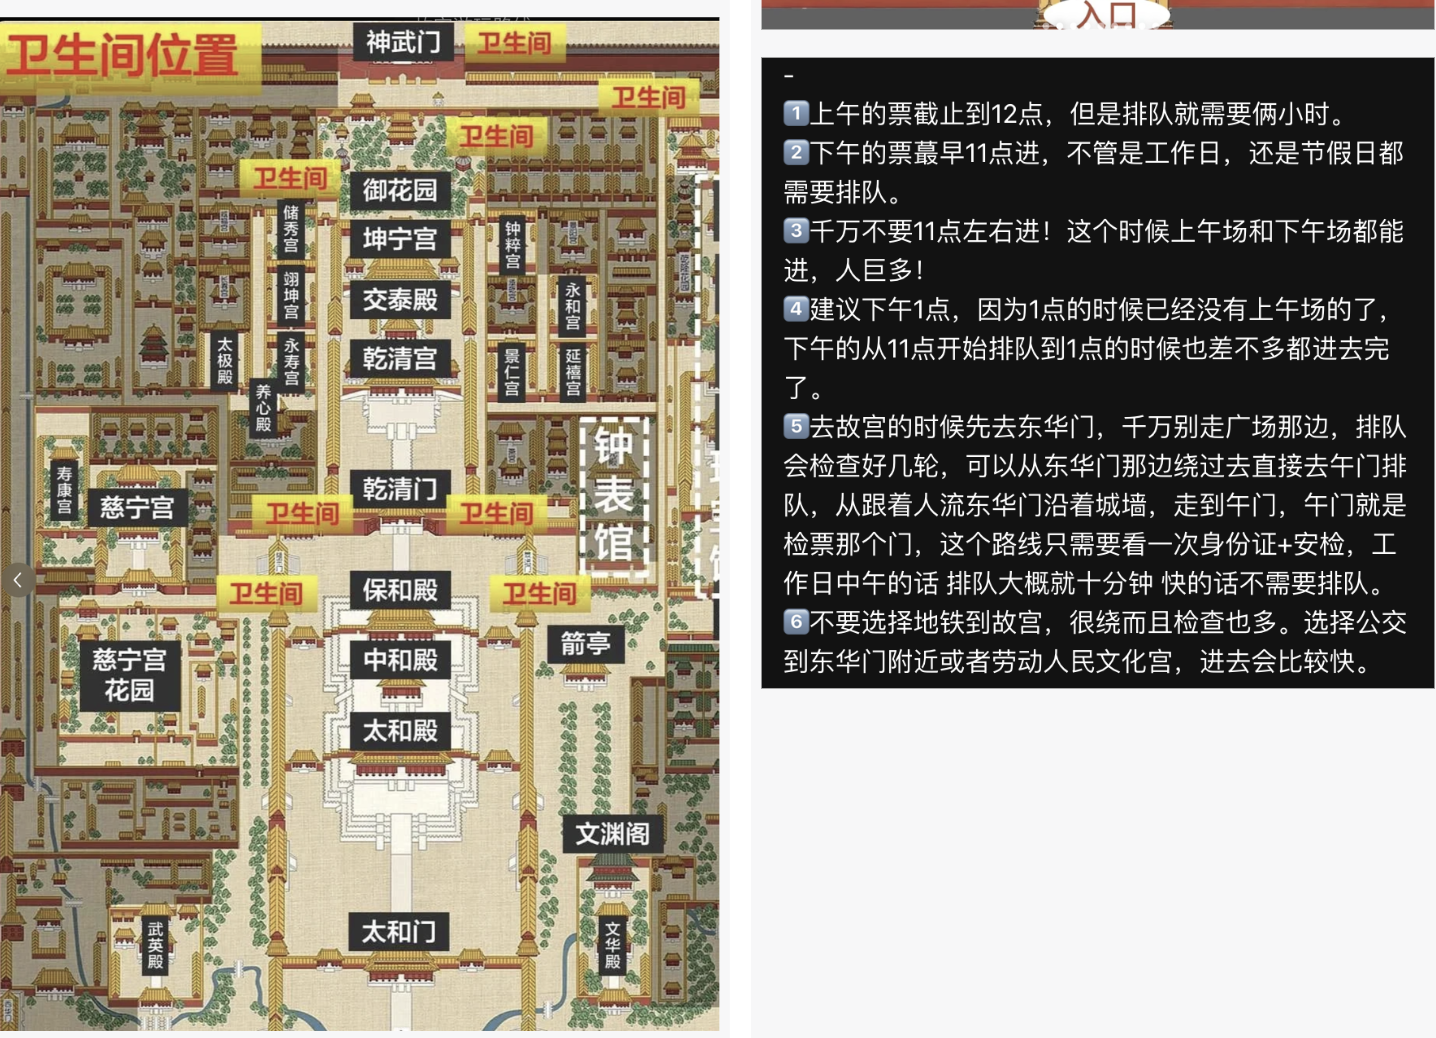 卫生间位置
神武门
卫生间
卫生间
卫生间
卫生间
御花园
储秀宫
坤宁宫
钟粹宫
翊坤宫
交泰殿
永和宫
太极殿
永寿宫
乾清宫
景仁宫
延禧宫
养心殿
钟表馆
寿康宫
慈宁宫
乾清门
卫生间
卫生间
卫生间
保和殿
卫生间
箭亭
慈宁宫
花园
中和殿
太和殿
文渊阁
武英殿
太和门
文华殿
入口
-
1上午的票截止到12点，但是排队就需要俩小时。
2下午的票蕞早11点进，不管是工作日，还是节假日都
需要排队。
3千万不要11点左右进！这个时候上午场和下午场都能
进，人巨多！
4建议下午1点，因为1点的时候已经没有上午场的了，
下午的从11点开始排队到1点的时候也差不多都进去完
了。
5去故宫的时候先去东华门，千万别走广场那边，排队
会检查好几轮，可以从东华门那边绕过去直接去午门排
队，从跟着人流东华门沿着城墙，走到午门，午门就是
检票那个门，这个路线只需要看一次身份证+安检，工
作日中午的话 排队大概就十分钟 快的话不需要排队。
6不要选择地铁到故宫，很绕而且检查也多。选择公交
到东华门附近或者劳动人民文化宫，进去会比较快。